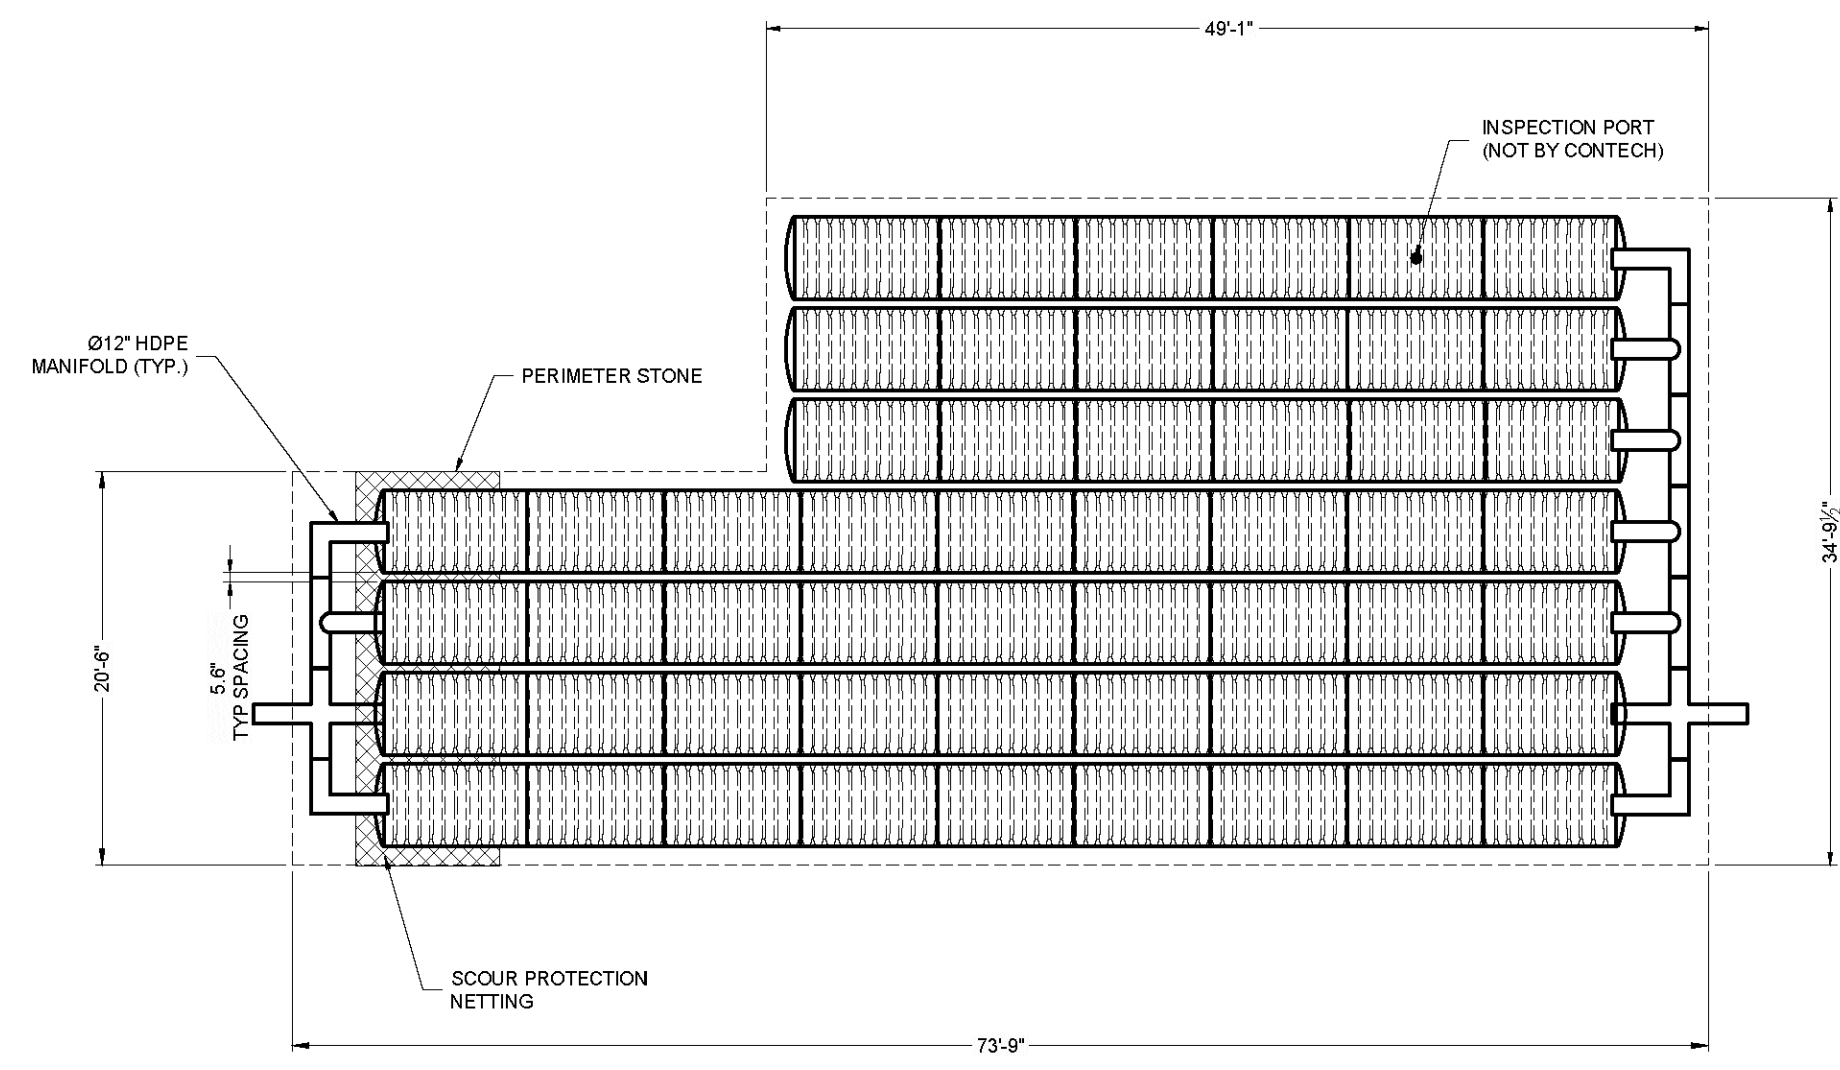 49'-1"
INSPECTION PORT
(NOT BY CONTECH)
Ø12" HDPE
MANIFOLD (TYP.)
PERIMETER STONE
34'-9½"
20'-6"
5.6"
TYP SPACING
SCOUR PROTECTION
NETTING
73'-9"